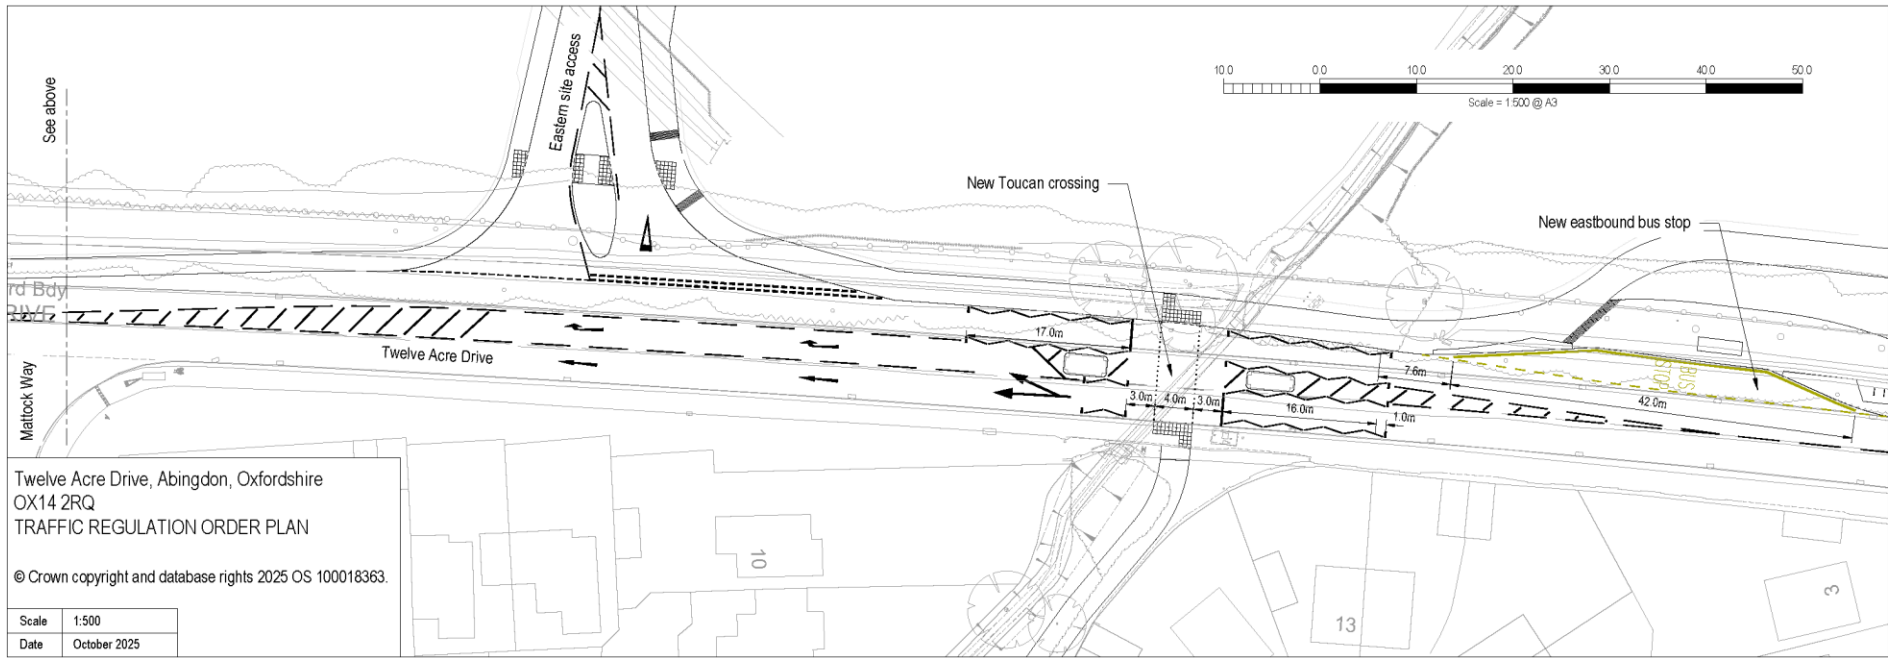 See above
Eastern site access
10.0 0.0 10.0 20.0 30.0 40.0 50.0
Scale = 1:500 @ A3
New Toucan crossing
New eastbound bus stop
rd Bdy
DRIVE
17.0m
Twelve Acre Drive
7.6m
BUS
STOP
42.0m
3.0m 4.0m 3.0m
16.0m
1.0m
Mattock Way
Twelve Acre Drive, Abingdon, Oxfordshire
OX14 2RQ
TRAFFIC REGULATION ORDER PLAN
© Crown copyright and database rights 2025 OS 100018363.
Scale 1:500
Date October 2025
10
13
3